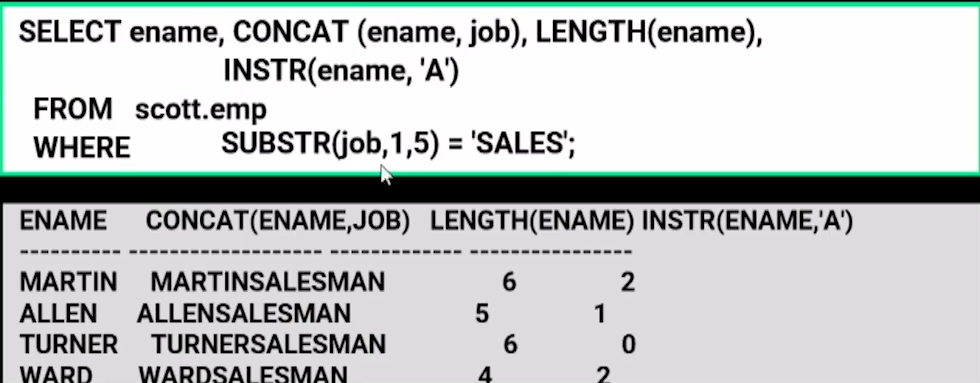 SELECT ename, CONCAT (ename, job), LENGTH(ename),
INSTR(ename, 'A')
FROM scott.emp
WHERE SUBSTR(job,1,5) = 'SALES';
ENAME CONCAT(ENAME,JOB) LENGTH(ENAME) INSTR(ENAME,'A')
---------- ------------------- ------------- ----------------
MARTIN MARTINSALESMAN 6 2
ALLEN ALLENSALESMAN 5 1
TURNER TURNERSALESMAN 6 0
WARD WARDSALESMAN 4 2